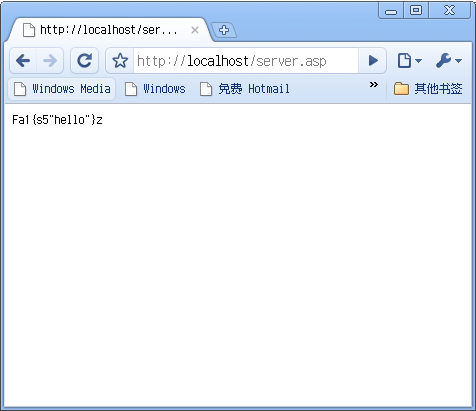 http://localhost/ser...
http://localhost/server.asp
Windows Media Windows 免费 Hotmail » 其他书签
Fa1{s5"hello"}z